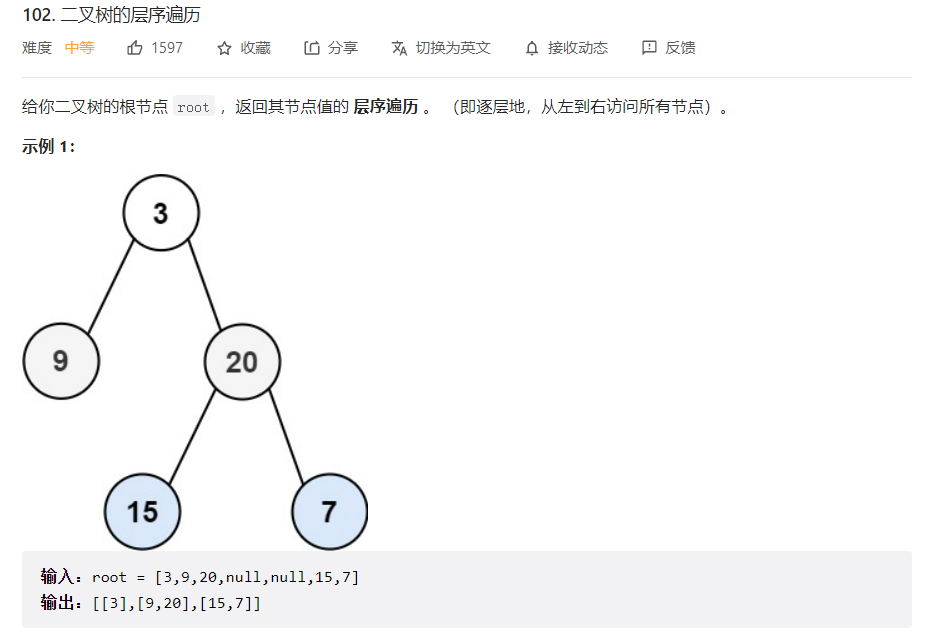 102. 二叉树的层序遍历
难度 中等 1597 收藏 分享 切换为英文 接收动态 反馈
给你二叉树的根节点 root ，返回其节点值的 层序遍历 。 （即逐层地，从左到右访问所有节点）。
示例 1：
3
9 20
15 7
输入：root = [3,9,20,null,null,15,7]
输出：[[3],[9,20],[15,7]]